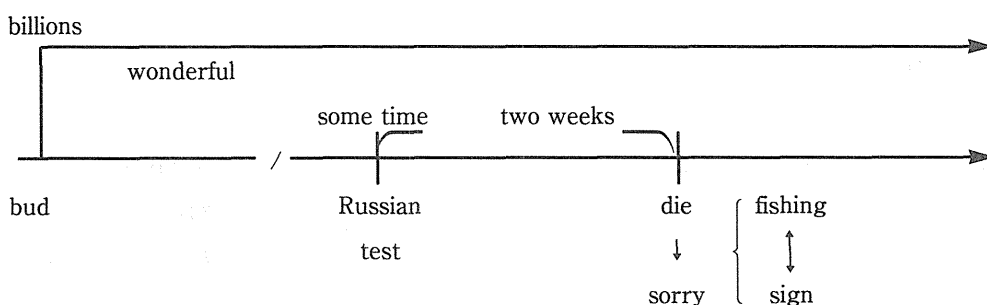 billions
wonderful
some time two weeks
/
bud Russian die fishing
test
sorry sign